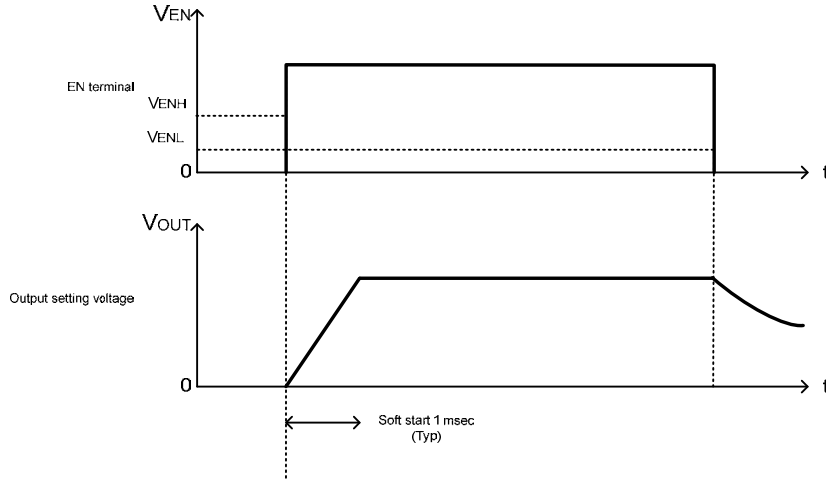 VEN
EN terminal
VENH
VENL
0
t
VOUT
Output setting voltage
0
t
Soft start 1 msec
(Typ)